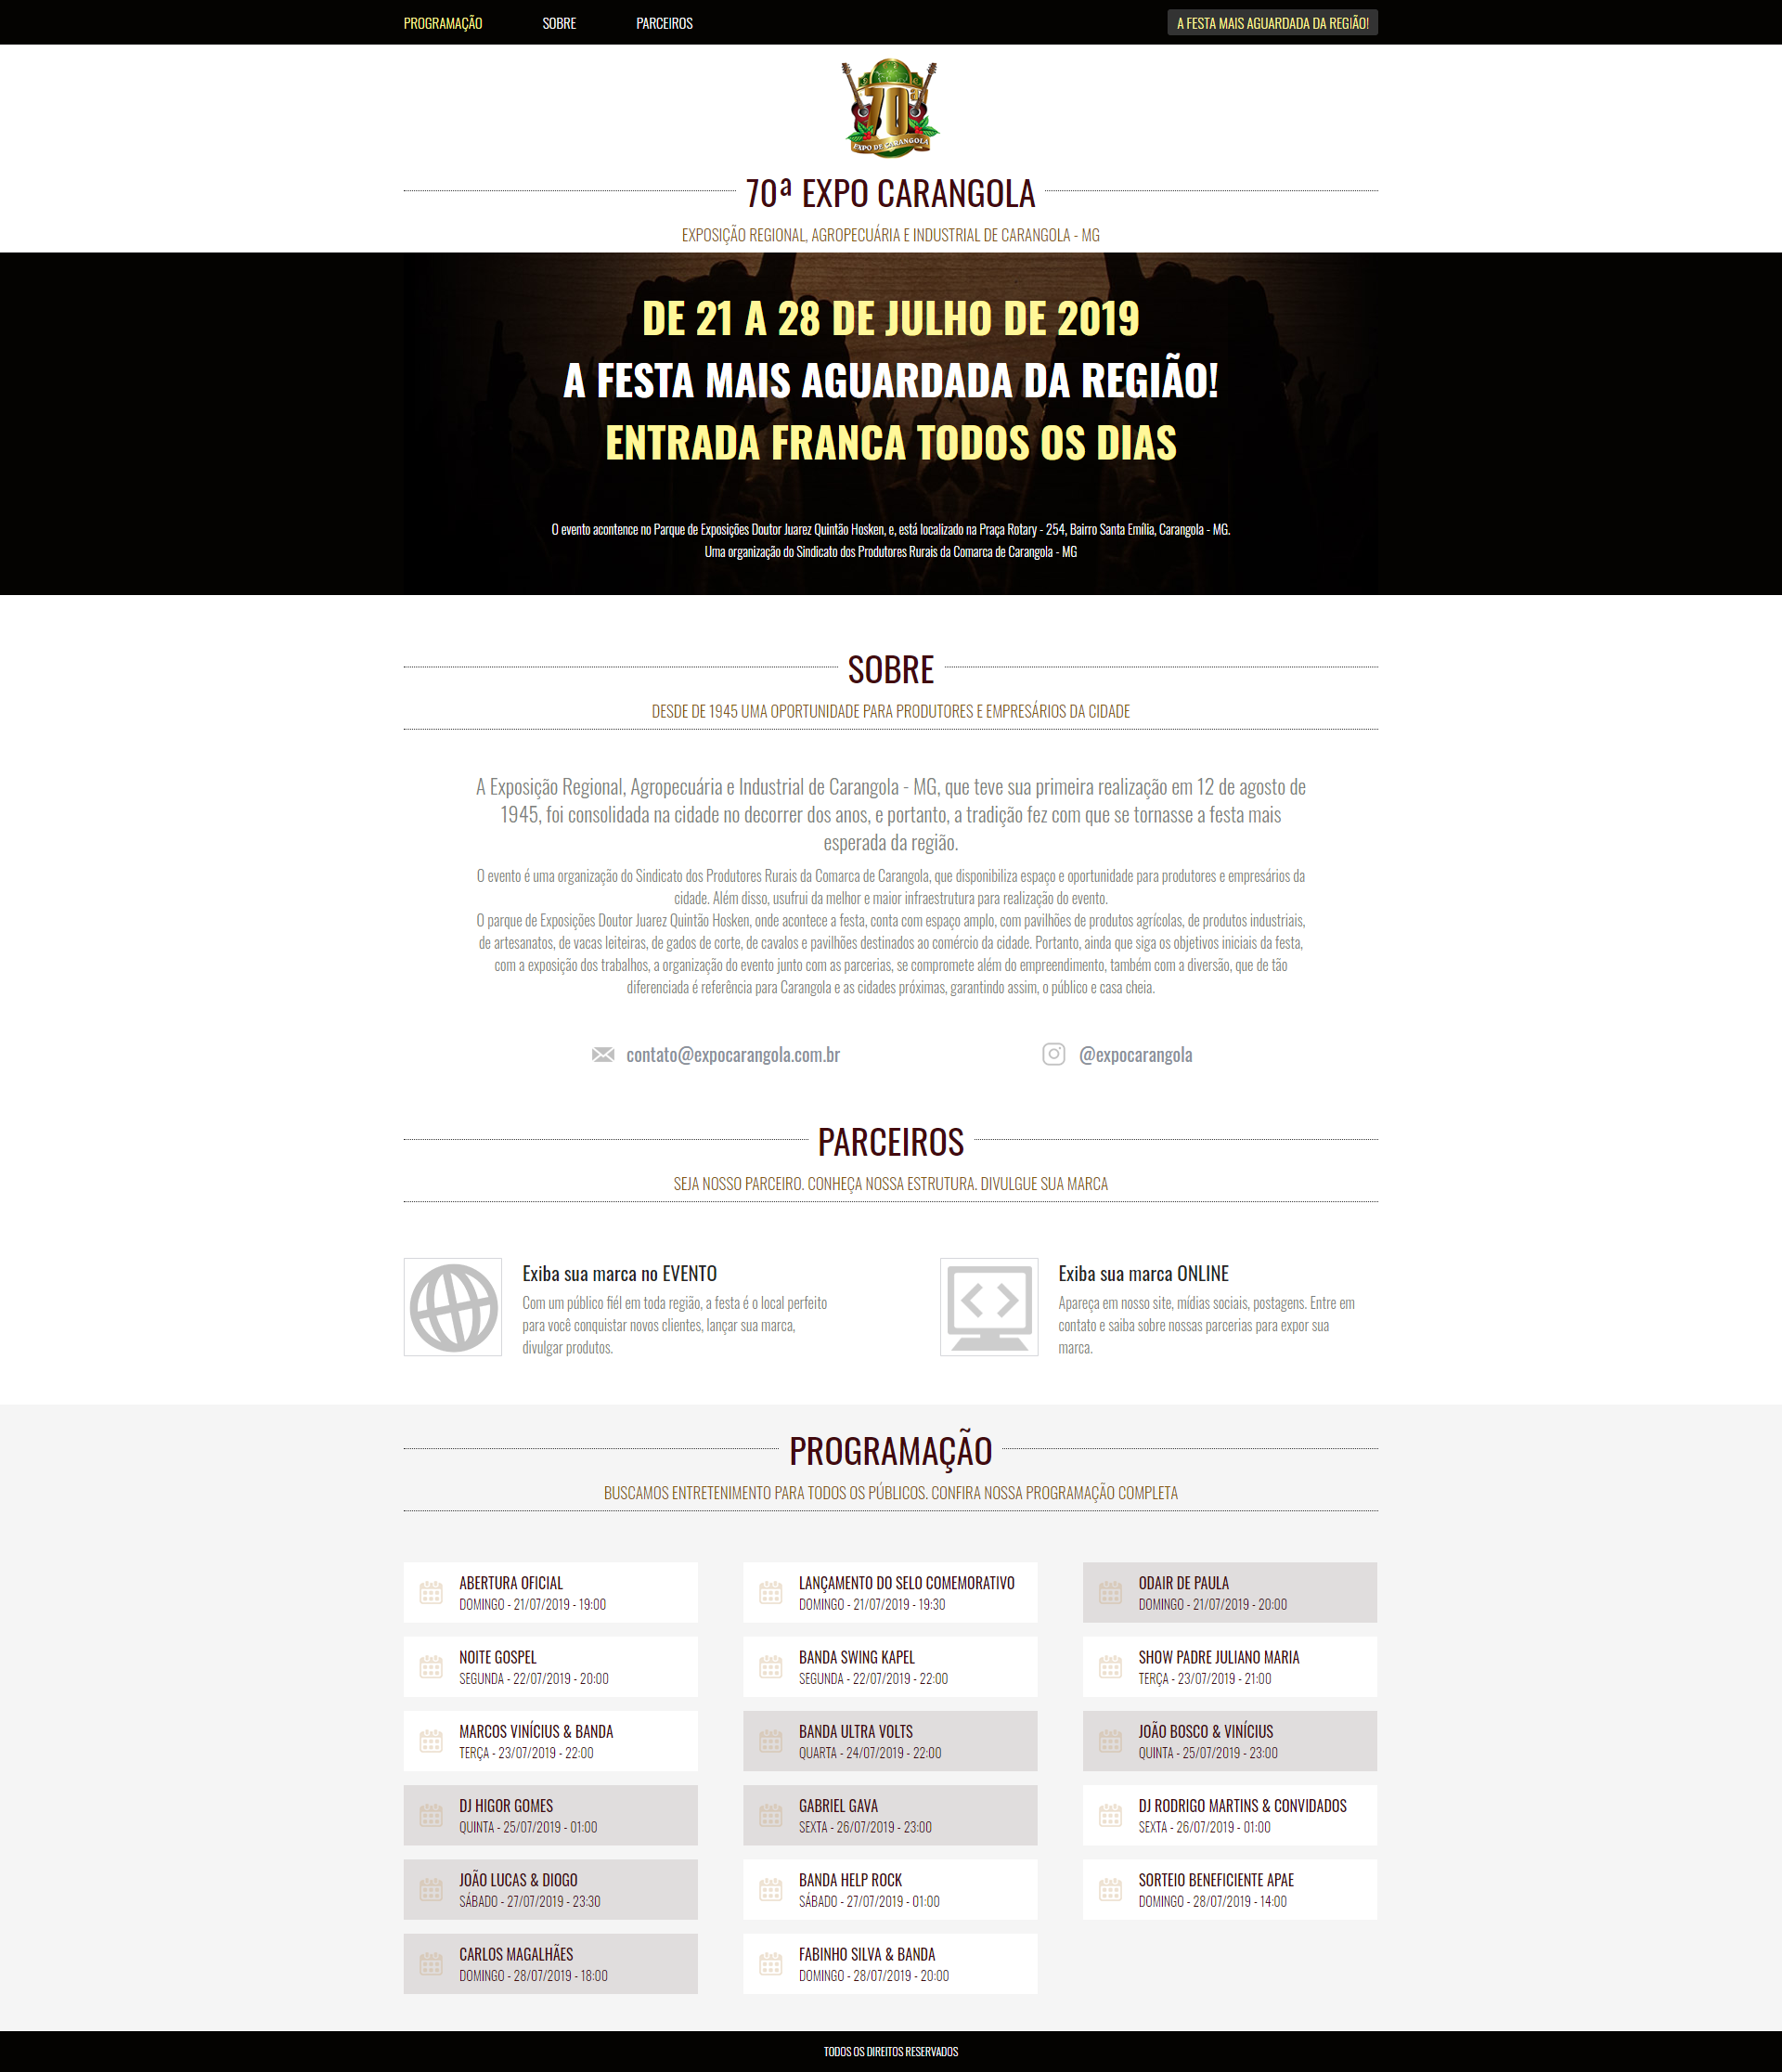 PROGRAMAÇÃO
SOBRE
PARCEIROS
A FESTA MAIS AGUARDADA DA REGIÃO!
70ª
EXPO DE CARANGOLA
70ª EXPO CARANGOLA
EXPOSIÇÃO REGIONAL, AGROPECUÁRIA E INDUSTRIAL DE CARANGOLA - MG
DE 21 A 28 DE JULHO DE 2019
A FESTA MAIS AGUARDADA DA REGIÃO!
ENTRADA FRANCA TODOS OS DIAS
O evento acontece no Parque de Exposições Doutor Juarez Quintão Hosken, e, está localizado na Praça Rotary - 254, Bairro Santa Emília, Carangola - MG.
Uma organização do Sindicato dos Produtores Rurais da Comarca de Carangola - MG
SOBRE
DESDE DE 1945 UMA OPORTUNIDADE PARA PRODUTORES E EMPRESÁRIOS DA CIDADE
A Exposição Regional, Agropecuária e Industrial de Carangola - MG, que teve sua primeira realização em 12 de agosto de
1945, foi consolidada na cidade no decorrer dos anos, e portanto, a tradição fez com que se tornasse a festa mais
esperada da região.
O evento é uma organização do Sindicato dos Produtores Rurais da Comarca de Carangola, que disponibiliza espaço e oportunidade para produtores e empresários da
cidade. Além disso, usufrui da melhor e maior infraestrutura para realização do evento.
O parque de Exposições Doutor Juarez Quintão Hosken, onde acontece a festa, conta com espaço amplo, com pavilhões de produtos agrícolas, de produtos industriais,
de artesanatos, de vacas leiteiras, de gados de corte, de cavalos e pavilhões destinados ao comércio da cidade. Portanto, ainda que siga os objetivos iniciais da festa,
com a exposição dos trabalhos, a organização do evento junto com as parcerias, se compromete além do empreendimento, também com a diversão, que de tão
diferenciada é referência para Carangola e as cidades próximas, garantindo assim, o público e casa cheia.
contato@expocarangola.com.br
@expocarangola
PARCEIROS
SEJA NOSSO PARCEIRO. CONHEÇA NOSSA ESTRUTURA. DIVULGUE SUA MARCA
Exiba sua marca no EVENTO
Com um público fiél em toda região, a festa é o local perfeito
para você conquistar novos clientes, lançar sua marca,
divulgar produtos.
Exiba sua marca ONLINE
Apareça em nosso site, mídias sociais, postagens. Entre em
contato e saiba sobre nossas parcerias para expor sua
marca.
PROGRAMAÇÃO
BUSCAMOS ENTRETENIMENTO PARA TODOS OS PÚBLICOS. CONFIRA NOSSA PROGRAMAÇÃO COMPLETA
ABERTURA OFICIAL
DOMINGO - 21/07/2019 - 19:00
LANÇAMENTO DO SELO COMEMORATIVO
DOMINGO - 21/07/2019 - 19:30
ODAIR DE PAULA
DOMINGO - 21/07/2019 - 20:00
NOITE GOSPEL
SEGUNDA - 22/07/2019 - 20:00
BANDA SWING KAPEL
SEGUNDA - 22/07/2019 - 22:00
SHOW PADRE JULIANO MARIA
TERÇA - 23/07/2019 - 21:00
MARCOS VINÍCIUS & BANDA
TERÇA - 23/07/2019 - 22:00
BANDA ULTRA VOLTS
QUARTA - 24/07/2019 - 22:00
JOÃO BOSCO & VINÍCIUS
QUINTA - 25/07/2019 - 23:00
DJ HIGOR GOMES
QUINTA - 25/07/2019 - 01:00
GABRIEL GAVA
SEXTA - 26/07/2019 - 23:00
DJ RODRIGO MARTINS & CONVIDADOS
SEXTA - 26/07/2019 - 01:00
JOÃO LUCAS & DIOGO
SÁBADO - 27/07/2019 - 23:30
BANDA HELP ROCK
SÁBADO - 27/07/2019 - 01:00
SORTEIO BENEFICIENTE APAE
DOMINGO - 28/07/2019 - 14:00
CARLOS MAGALHÃES
DOMINGO - 28/07/2019 - 18:00
FABINHO SILVA & BANDA
DOMINGO - 28/07/2019 - 20:00
TODOS OS DIREITOS RESERVADOS